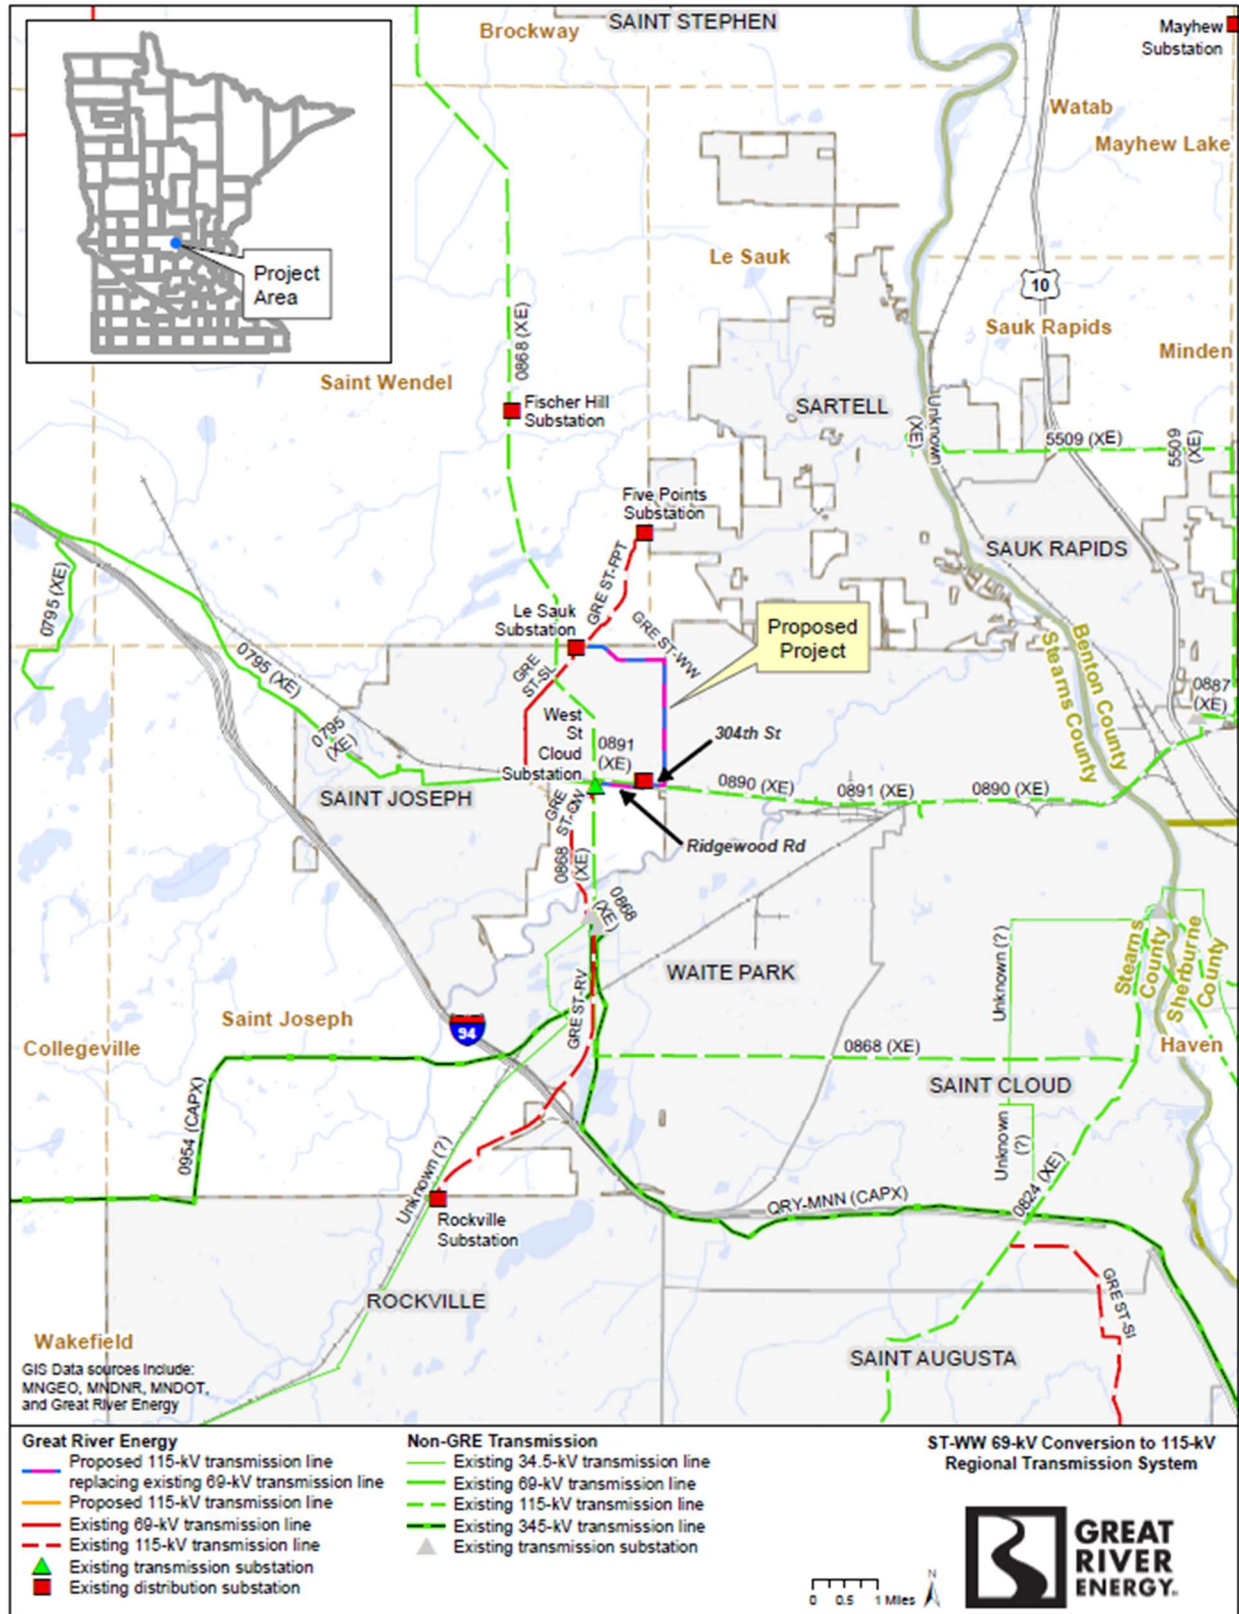 SAINT STEPHEN
Brockway
Mayhew
Substation
Watab
Mayhew Lake
Project
Area
Le Sauk
10
Sauk Rapids
Minden
0868 (XE)
Saint Wendel
Fischer Hill
Substation
SARTELL
Unknown
(XE)
5509 (XE)
5509
(XE)
Five Points
Substation
SAUK RAPIDS
0795 (XE)
GRE ST-FPT
Le Sauk
Substation
GRE ST-WW
Proposed
Project
Benton County
Stearns County
0795 (XE)
GRE
ST-SL
0887
(XE)
West
St
Cloud
Substation
0891
(XE)
304th St
0795
(XE)
0890 (XE)
0891 (XE)
0890 (XE)
SAINT JOSEPH
GRE
ST-QW
Ridgewood Rd
0868
(XE)
0868
(XE)
WAITE PARK
Stearns
County
Sherburne
County
Unknown (?)
GRE ST-RV
Saint Joseph
94
Collegeville
0868 (XE)
Haven
SAINT CLOUD
0954 (CAPX)
Unknown
(?)
Unknown (?)
0824 (XE)
QRY-MNN (CAPX)
Rockville
Substation
GRE ST-SI
ROCKVILLE
Wakefield
SAINT AUGUSTA
GIS Data sources Include:
MNGEO, MNDNR, MNDOT,
and Great River Energy
Great River Energy
Proposed 115-kV transmission line
replacing existing 69-kV transmission line
Proposed 115-kV transmission line
Existing 69-kV transmission line
Existing 115-kV transmission line
Existing transmission substation
Existing distribution substation
Non-GRE Transmission
Existing 34.5-kV transmission line
Existing 69-kV transmission line
Existing 115-kV transmission line
Existing 345-kV transmission line
Existing transmission substation
ST-WW 69-kV Conversion to 115-kV
Regional Transmission System
N
0 0.5 1 Miles
GREAT
RIVER
ENERGY®